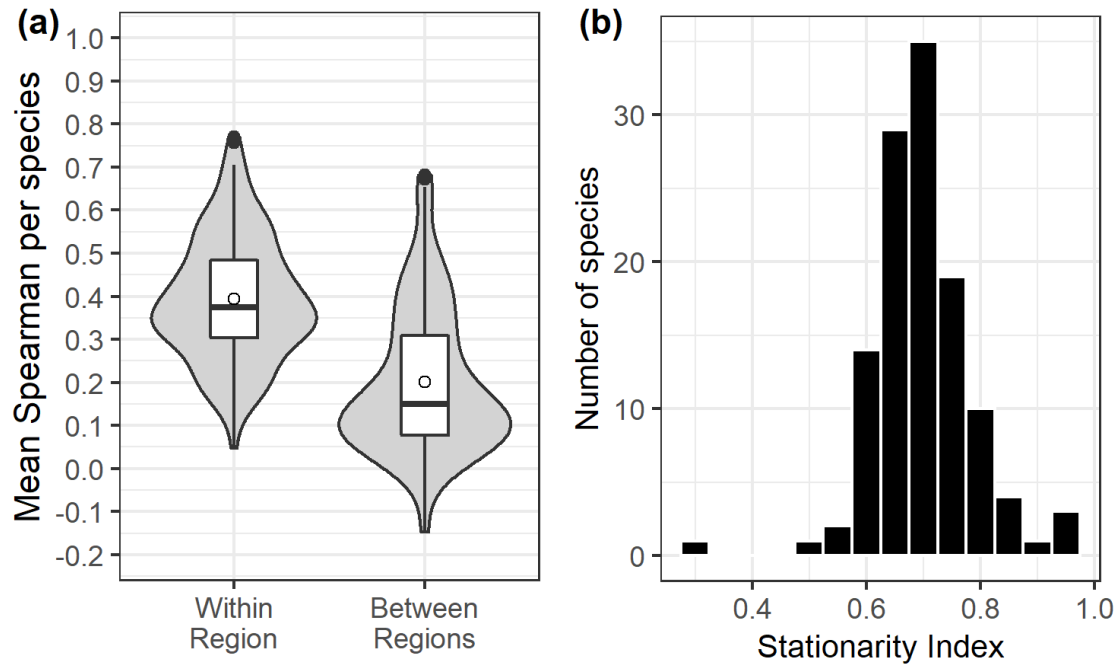 (a)
Mean Spearman per species
1.0
0.9
0.8
0.7
0.6
0.5
0.4
0.3
0.2
0.1
0.0
-0.1
-0.2
Within
Region
Between
Regions
(b)
Number of species
30
20
10
0
0.4
0.6
0.8
1.0
Stationarity Index